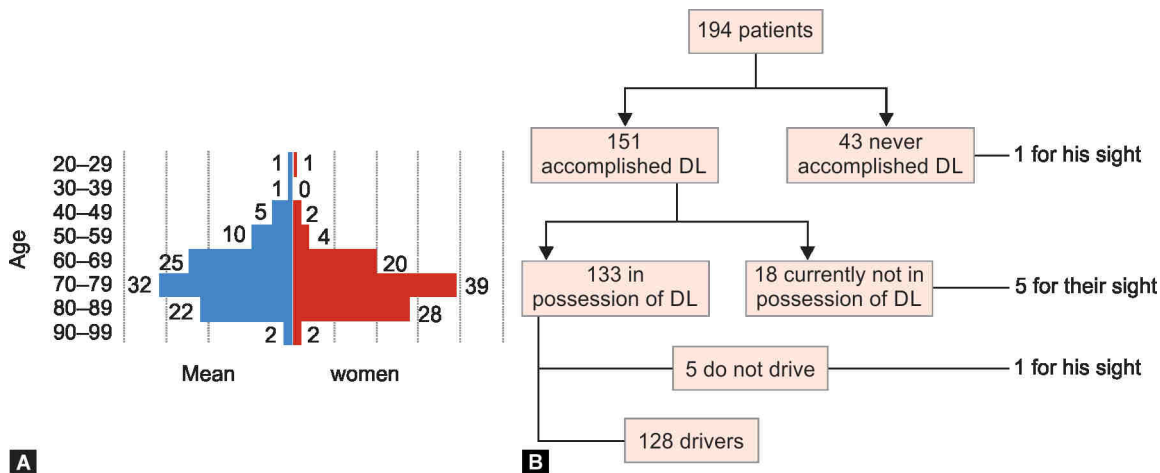 Age
20–29
1 1
30–39
1 0
40–49
5 2
50–59
10 4
60–69
25 20
70–79
32 39
80–89
22 28
90–99
2 2
Mean women
A
194 patients
151
accomplished DL
43 never
accomplished DL
1 for his sight
133 in
possession of DL
18 currently not in
possession of DL
5 for their sight
5 do not drive
1 for his sight
128 drivers
B